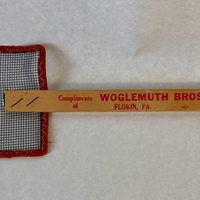 Compliments WOGLEMUTH BROS
of FLORIN, PA.